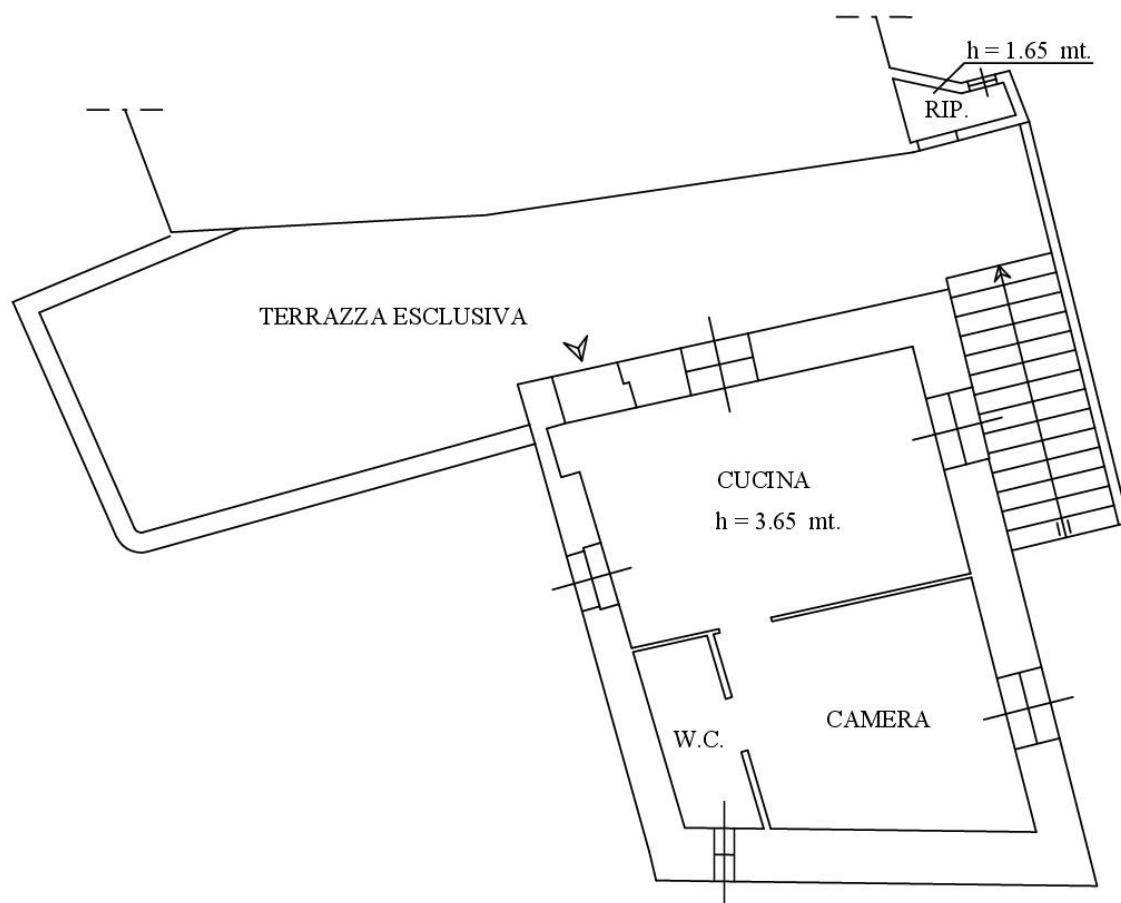 h = 1.65 mt.
RIP.
TERRAZZA ESCLUSIVA
CUCINA
h = 3.65 mt.
CAMERA
W.C.